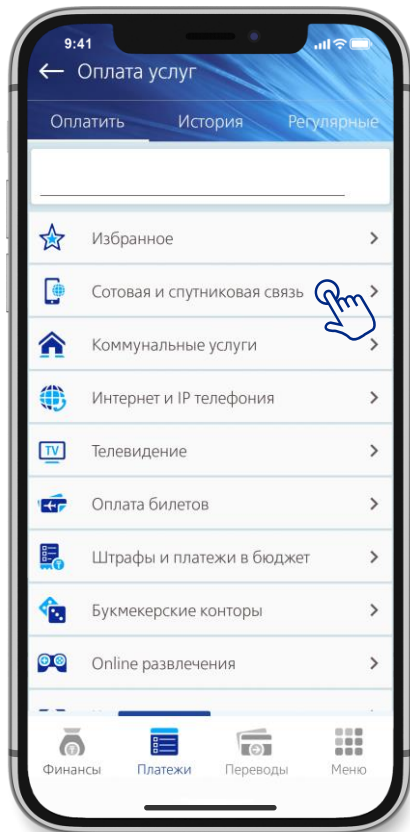 9:41
Оплата услуг
Оплатить История Регулярные
Избранное
Сотовая и спутниковая связь
Коммунальные услуги
Интернет и IP телефония
TV
Телевидение
Оплата билетов
Штрафы и платежи в бюджет
Букмекерские конторы
Online развлечения
Финансы Платежи Переводы Меню